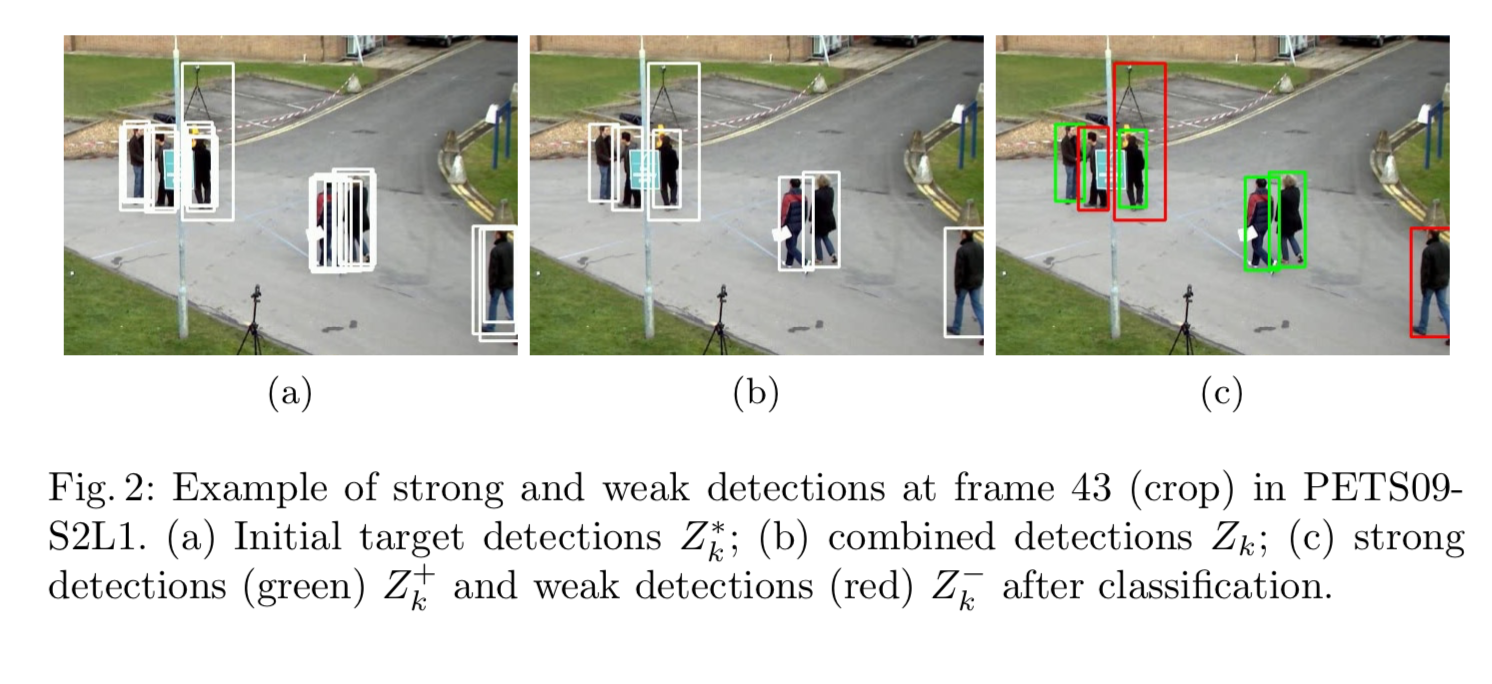 (a) (b) (c)
Fig. 2: Example of strong and weak detections at frame 43 (crop) in PETS09-
S2L1. (a) Initial target detections $Z_k^*$; (b) combined detections $Z_k$; (c) strong
detections (green) $Z_k^+$ and weak detections (red) $Z_k^-$ after classification.